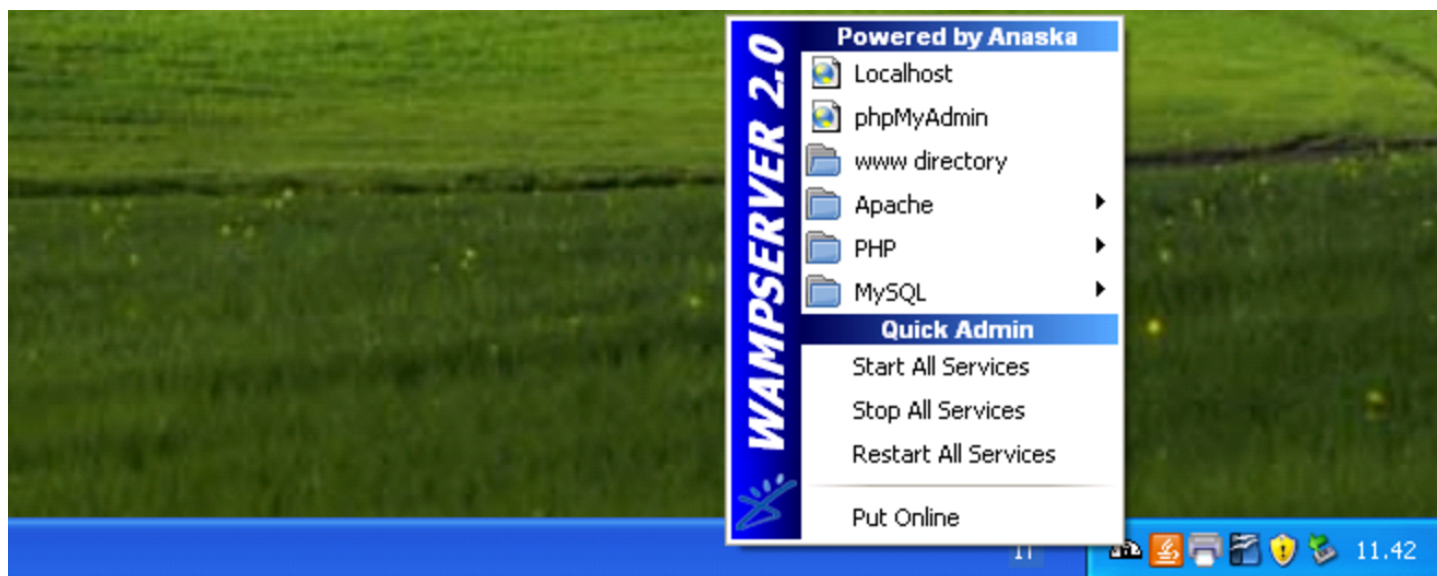 WAMPSERVER 2.0
Powered by Anaska
Localhost
phpMyAdmin
www directory
Apache
PHP
MySQL
Quick Admin
Start All Services
Stop All Services
Restart All Services
Put Online
11.42